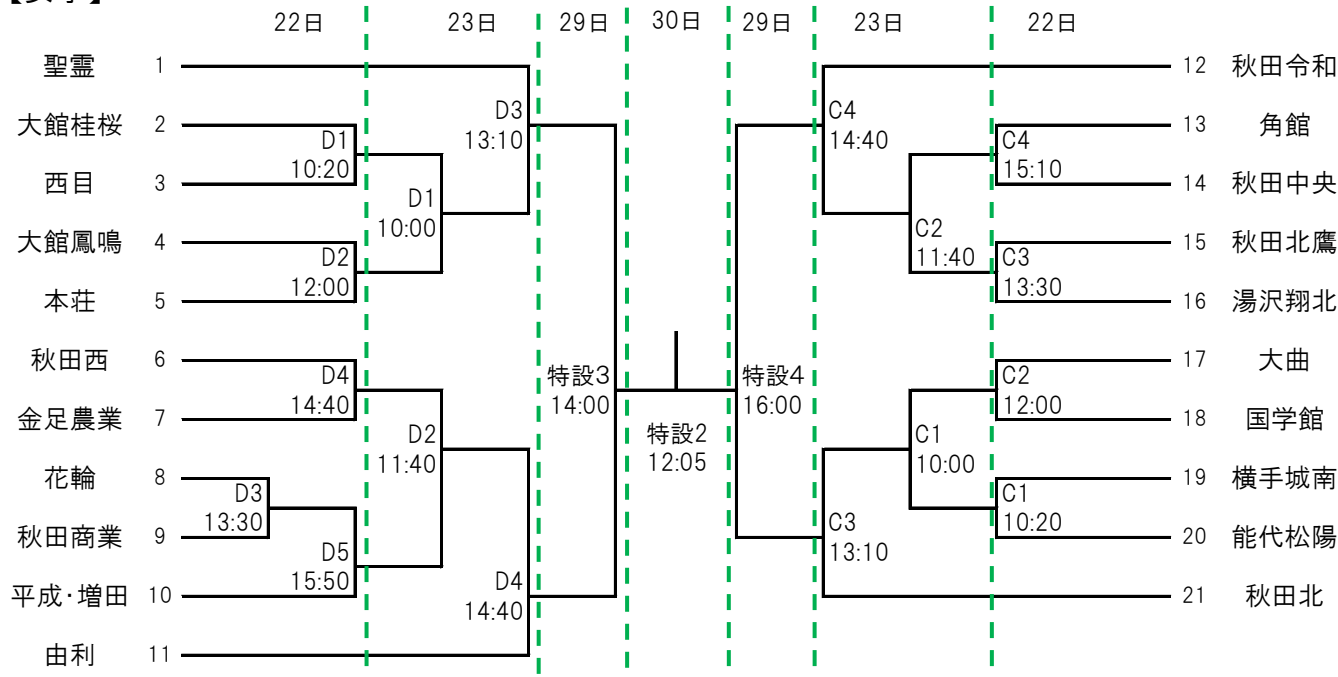 22日 23日 29日 30日 29日 23日 22日
聖霊 1
大館桂桜 2
西目 3
大館鳳鳴 4
本荘 5
秋田西 6
金足農業 7
花輪 8
秋田商業 9
平成・増田 10
由利 11
D1
10:20
D2
12:00
D4
14:40
D3
13:30
D5
15:50
D1
10:00
D2
11:40
D3
13:10
D4
14:40
特設3
14:00
特設2
12:05
特設4
16:00
C4
14:40
C3
13:10
C2
11:40
C1
10:00
C4
15:10
C3
13:30
C2
12:00
C1
10:20
12 秋田令和
13 角館
14 秋田中央
15 秋田北鷹
16 湯沢翔北
17 大曲
18 国学館
19 横手城南
20 能代松陽
21 秋田北